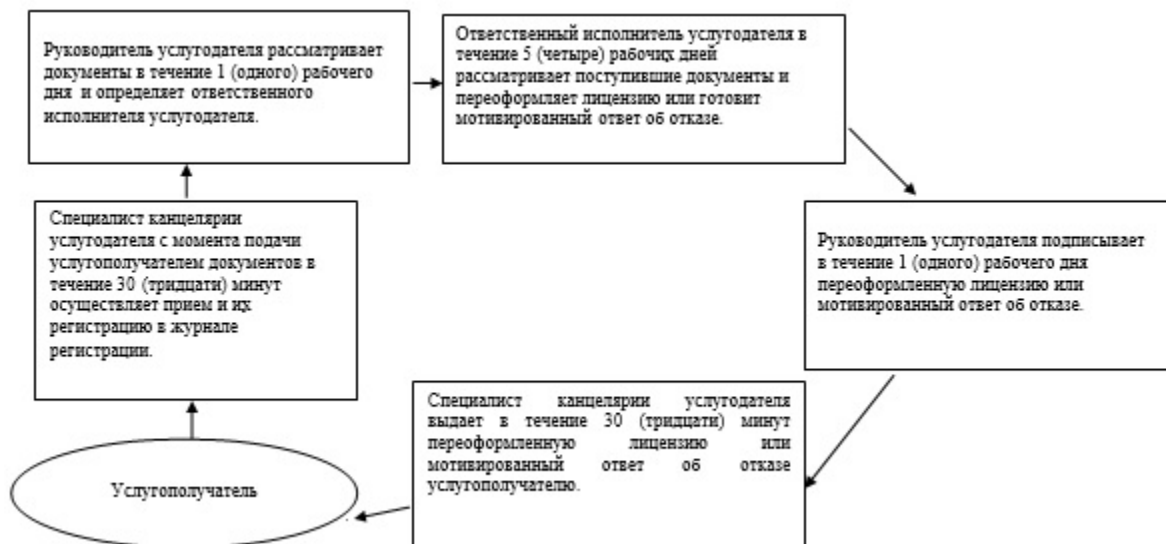 Руководитель услугодателя рассматривает
документы в течение 1 (одного) рабочего
дня и определяет ответственного
исполнителя услугодателя.
Ответственный исполнитель услугодателя в
течение 5 (четыре) рабочих дней
рассматривает поступившие документы и
переоформляет лицензию или готовит
мотивированный ответ об отказе.
Специалист канцелярии
услугодателя с момента подачи
услугополучателем документов в
течение 30 (тридцати) минут
осуществляет прием и их
регистрацию в журнале
регистрации.
Руководитель услугодателя подписывает
в течение 1 (одного) рабочего дня
переоформленную лицензию или
мотивированный ответ об отказе.
Специалист канцелярии услугодателя
выдает в течение 30 (тридцати) минут
переоформленную лицензию или
мотивированный ответ об отказе
услугополучателю.
Услугополучатель